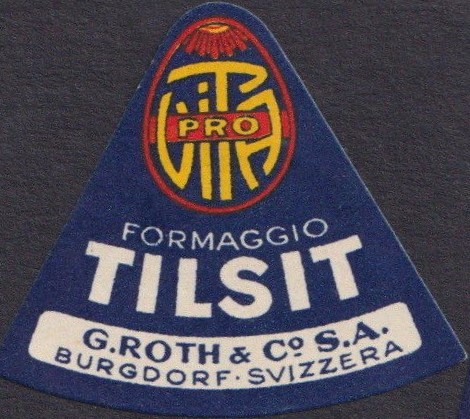 VITA
PRO
FORMAGGIO
TILSIT
G.ROTH & Cº S.A.
BURGDORF·SVIZZERA